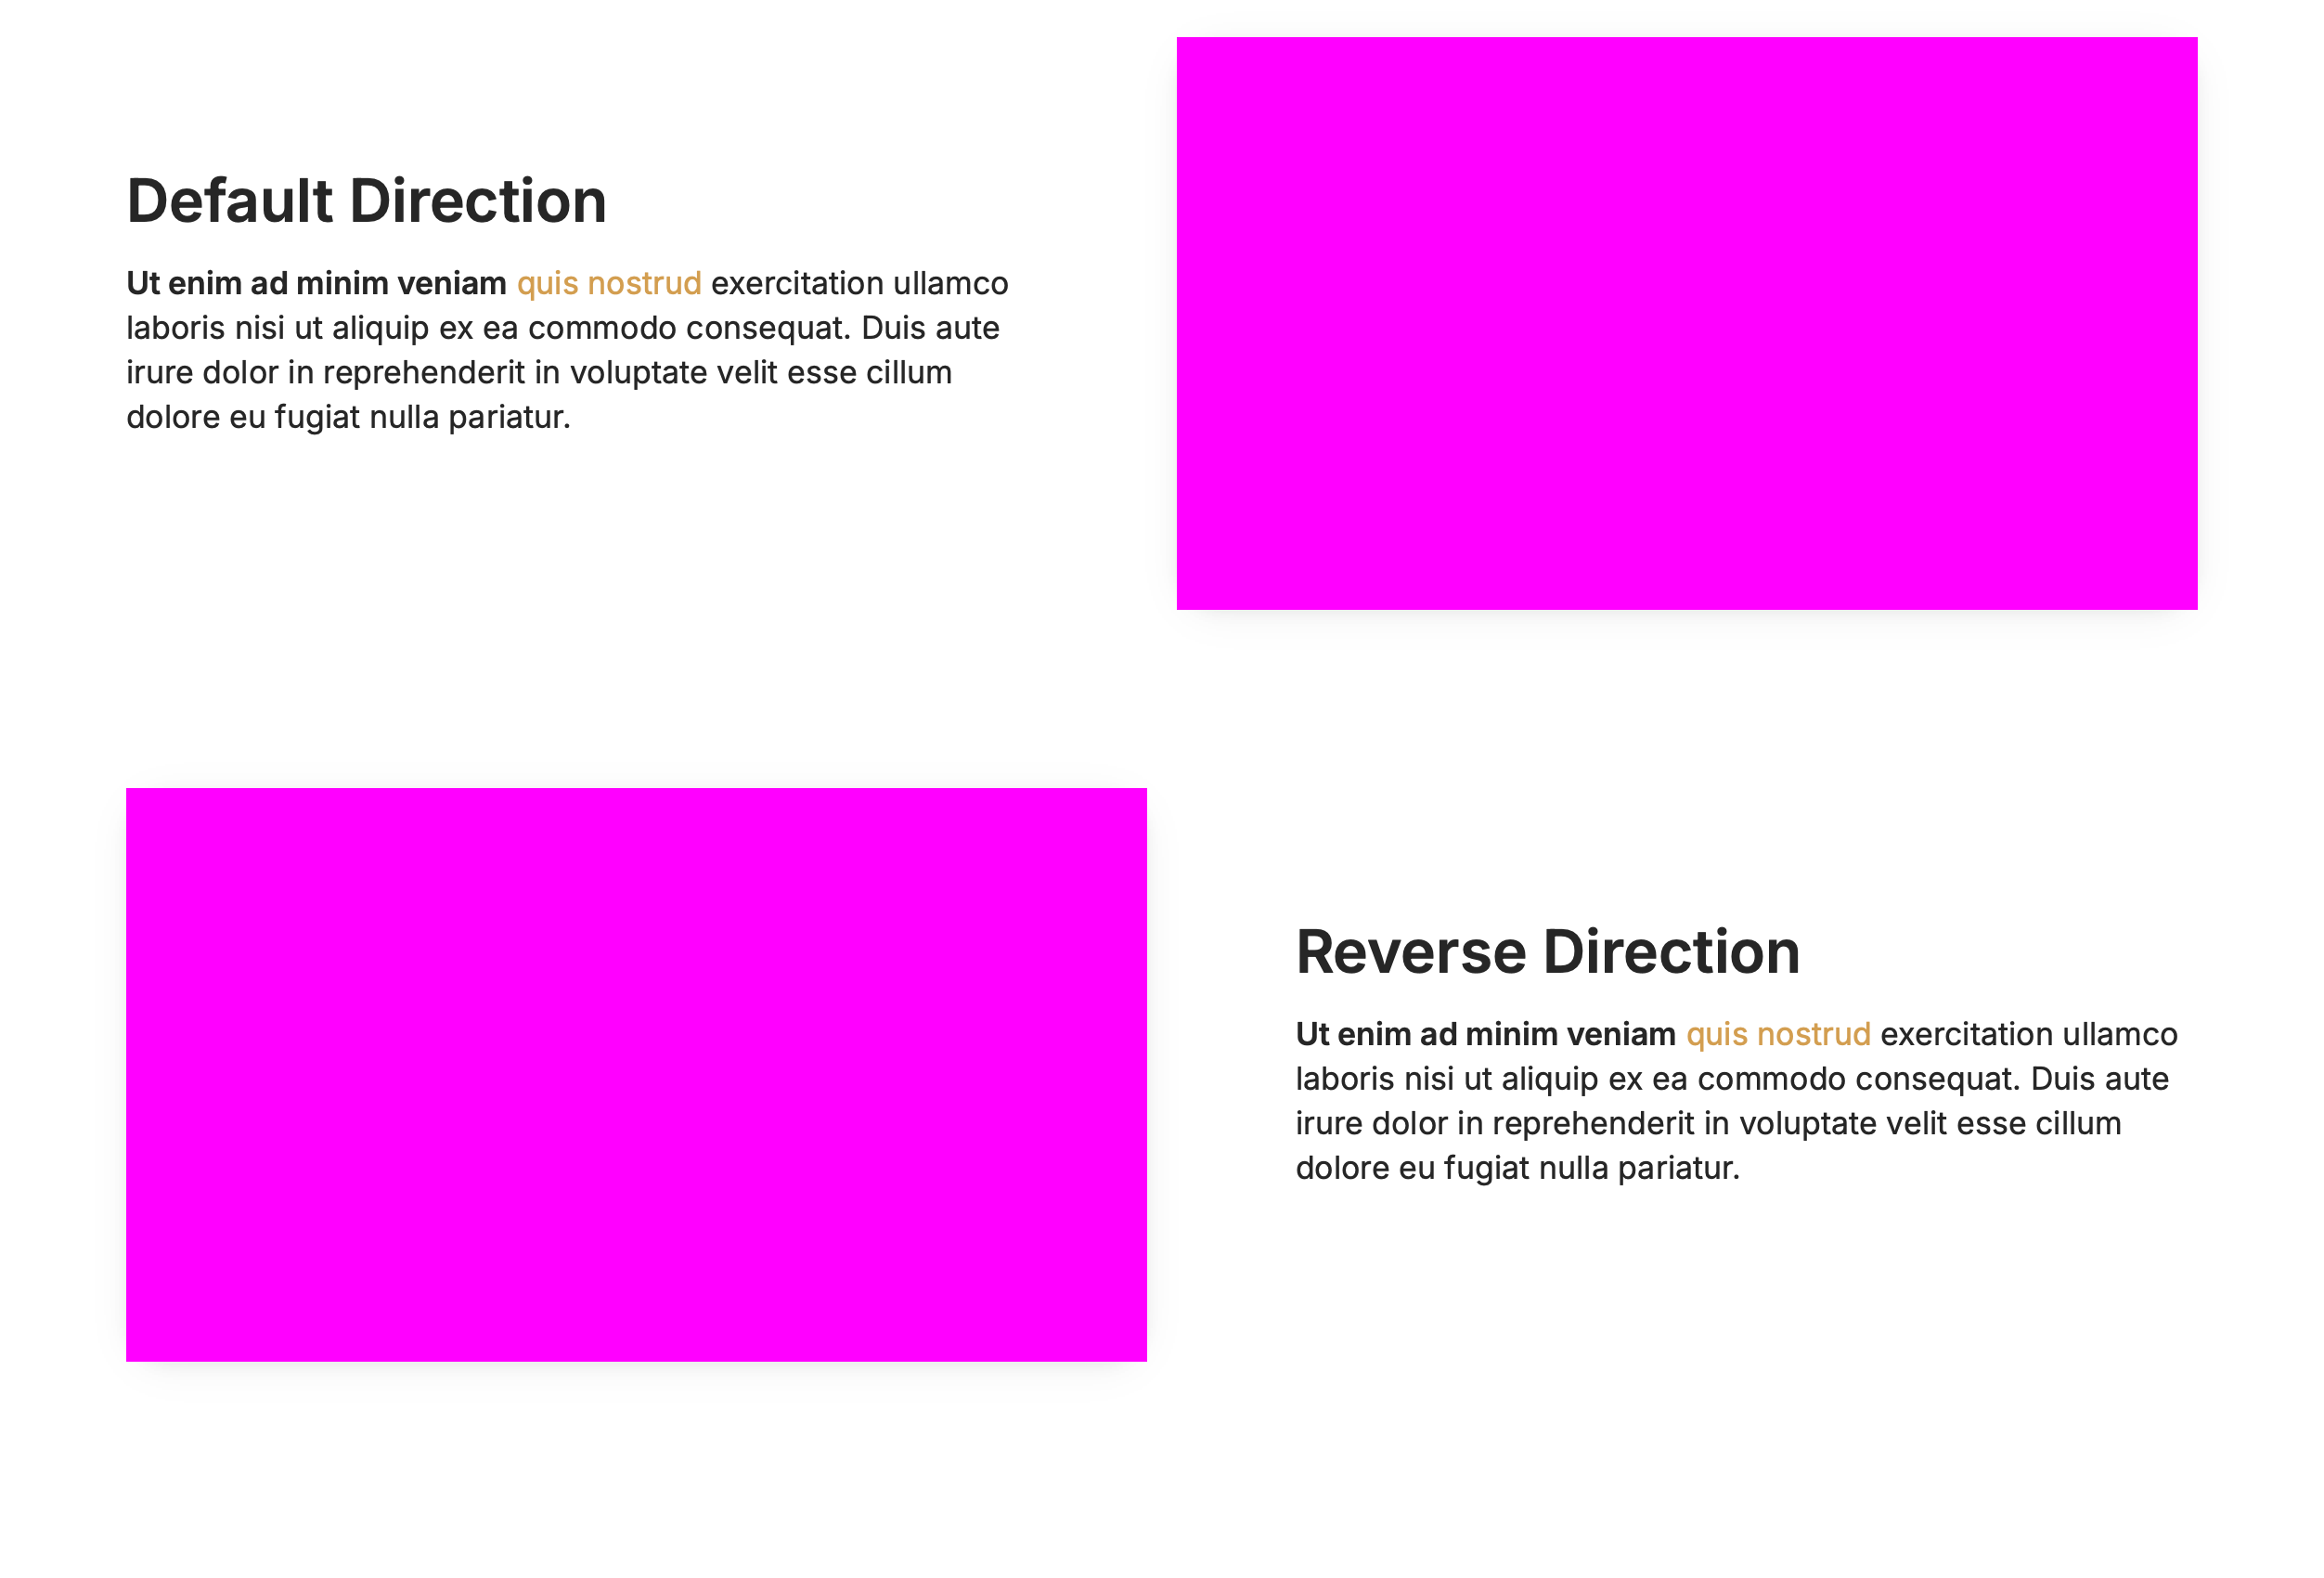 Default Direction
Ut enim ad minim veniam quis nostrud exercitation ullamco
laboris nisi ut aliquip ex ea commodo consequat. Duis aute
irure dolor in reprehenderit in voluptate velit esse cillum
dolore eu fugiat nulla pariatur.
Reverse Direction
Ut enim ad minim veniam quis nostrud exercitation ullamco
laboris nisi ut aliquip ex ea commodo consequat. Duis aute
irure dolor in reprehenderit in voluptate velit esse cillum
dolore eu fugiat nulla pariatur.